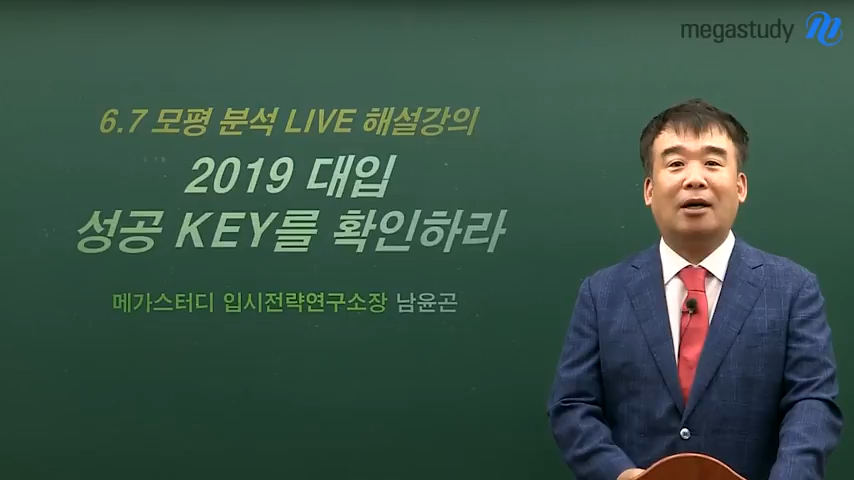 megastudy
6.7 모평 분석 LIVE 해설강의
2019 대입
성공 KEY를 확인하라
메가스터디 입시전략연구소장 남윤곤